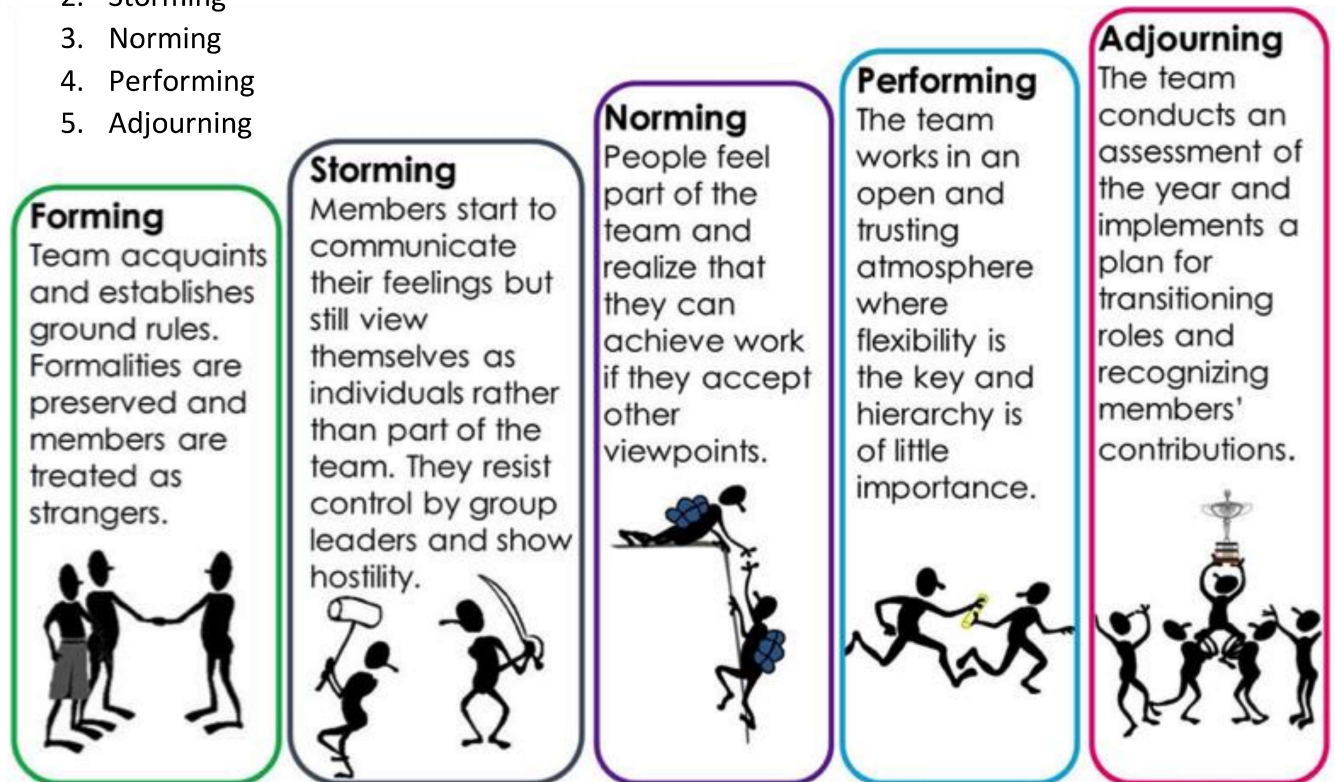 2. Storming
3. Norming
4. Performing
5. Adjourning
Forming
Team acquaints
and establishes
ground rules.
Formalities are
preserved and
members are
treated as
strangers.
Storming
Members start to
communicate
their feelings but
still view
themselves as
individuals rather
than part of the
team. They resist
control by group
leaders and show
hostility.
Norming
People feel
part of the
team and
realize that
they can
achieve work
if they accept
other
viewpoints.
Performing
The team
works in an
open and
trusting
atmosphere
where
flexibility is
the key and
hierarchy is
of little
importance.
Adjourning
The team
conducts an
assessment of
the year and
implements a
plan for
transitioning
roles and
recognizing
members’
contributions.